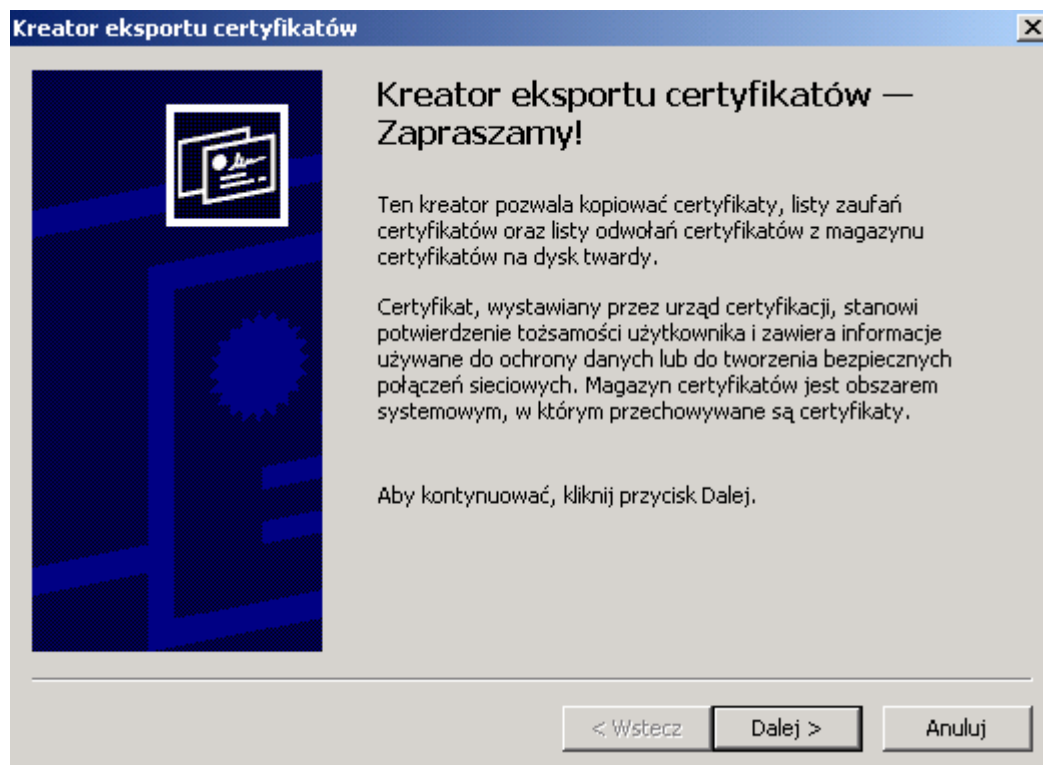 Kreator eksportu certyfikatów
Kreator eksportu certyfikatów —
Zapraszamy!
Ten kreator pozwala kopiować certyfikaty, listy zaufań
certyfikatów oraz listy odwołań certyfikatów z magazynu
certyfikatów na dysk twardy.
Certyfikat, wystawiany przez urząd certyfikacji, stanowi
potwierdzenie tożsamości użytkownika i zawiera informacje
używane do ochrony danych lub do tworzenia bezpiecznych
połączeń sieciowych. Magazyn certyfikatów jest obszarem
systemowym, w którym przechowywane są certyfikaty.
Aby kontynuować, kliknij przycisk Dalej.
< Wstecz Dalej > Anuluj